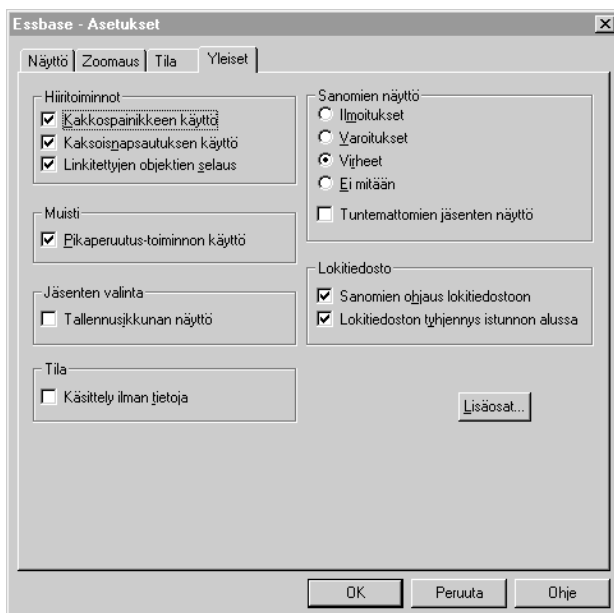 Essbase - Asetukset
Näyttö
Zoomaus
Tila
Yleiset
Hiiritoiminnot
Kakkospainikkeen käyttö
Kaksoisnapsautuksen käyttö
Linkitettyjen objektien selaus
Muisti
Pikaperuutus-toiminnon käyttö
Jäsenten valinta
Tallennusikkunan näyttö
Tila
Käsittely ilman tietoja
Sanomien näyttö
Ilmoitukset
Varoitukset
Virheet
Ei mitään
Tuntemattomien jäsenten näyttö
Lokitiedosto
Sanomien ohjaus lokitiedostoon
Lokitiedoston tyhjennys istunnon alussa
Lisäosat...
OK
Peruuta
Ohje